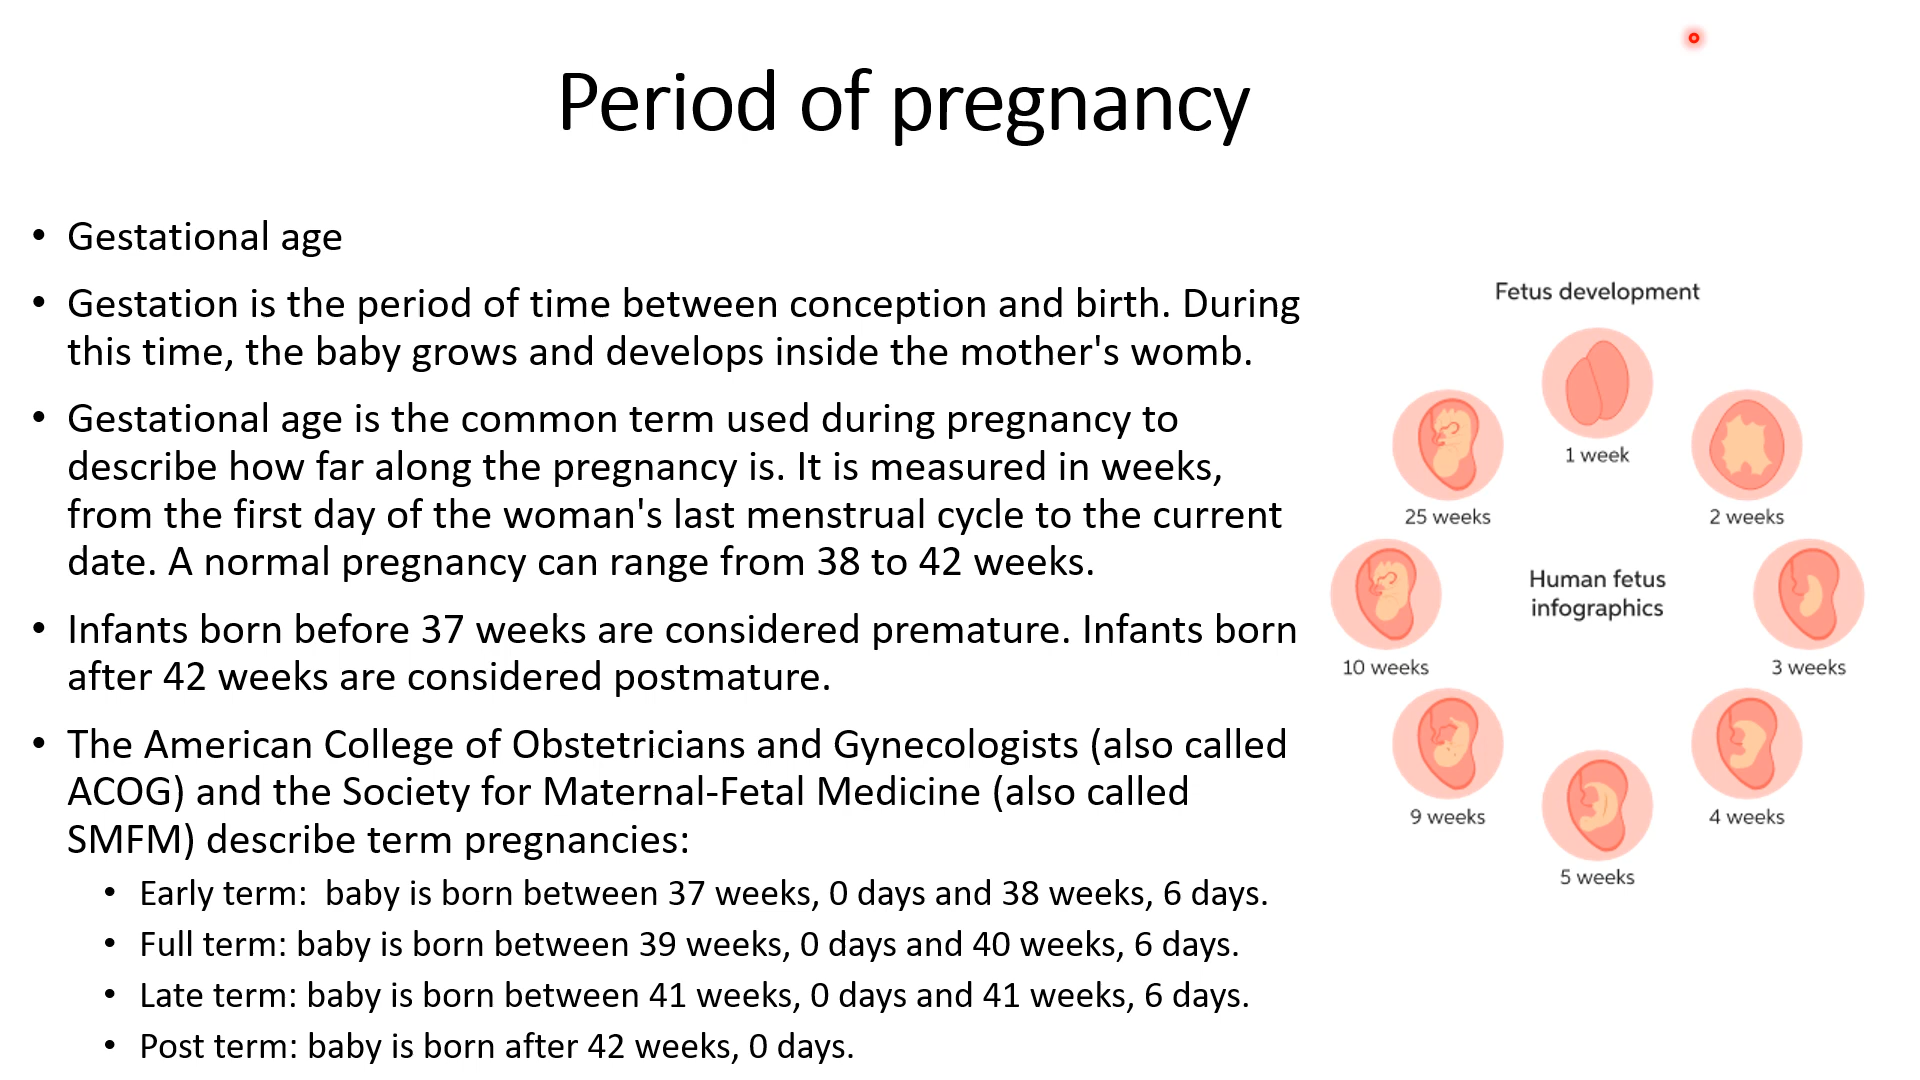 Period of pregnancy
• Gestational age
• Gestation is the period of time between conception and birth. During
this time, the baby grows and develops inside the mother's womb.
• Gestational age is the common term used during pregnancy to
describe how far along the pregnancy is. It is measured in weeks,
from the first day of the woman's last menstrual cycle to the current
date. A normal pregnancy can range from 38 to 42 weeks.
• Infants born before 37 weeks are considered premature. Infants born
after 42 weeks are considered postmature.
• The American College of Obstetricians and Gynecologists (also called
ACOG) and the Society for Maternal-Fetal Medicine (also called
SMFM) describe term pregnancies:
• Early term:  baby is born between 37 weeks, 0 days and 38 weeks, 6 days.
• Full term: baby is born between 39 weeks, 0 days and 40 weeks, 6 days.
• Late term: baby is born between 41 weeks, 0 days and 41 weeks, 6 days.
• Post term: baby is born after 42 weeks, 0 days.
Fetus development
1 week
2 weeks
3 weeks
4 weeks
5 weeks
9 weeks
10 weeks
25 weeks
Human fetus
infographics